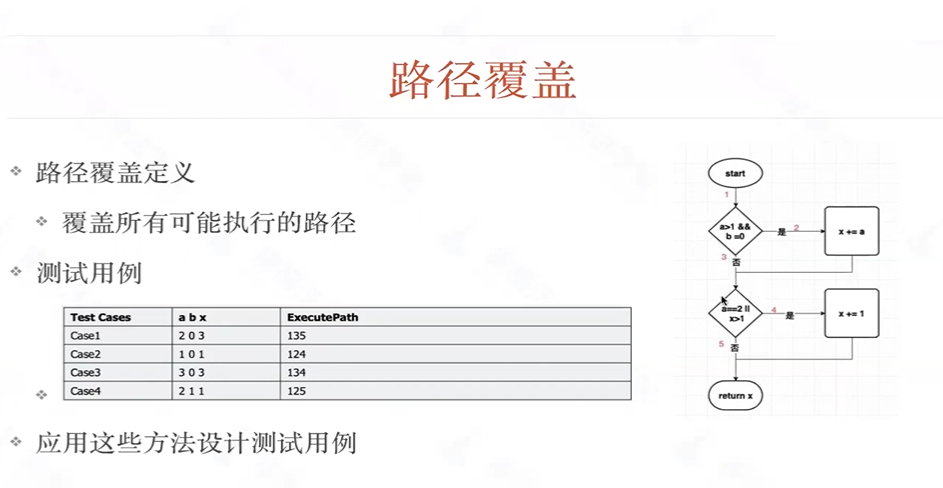 路径覆盖
路径覆盖定义
覆盖所有可能执行的路径
测试用例
Test Cases a b x ExecutePath
Case1 2 0 3 135
Case2 1 0 1 124
Case3 3 0 3 134
Case4 2 1 1 125
应用这些方法设计测试用例
start
1
a>1 &&
b =0
是 2
x += a
3 否
a==2 ||
x>1
4 是
x += 1
5 否
return x